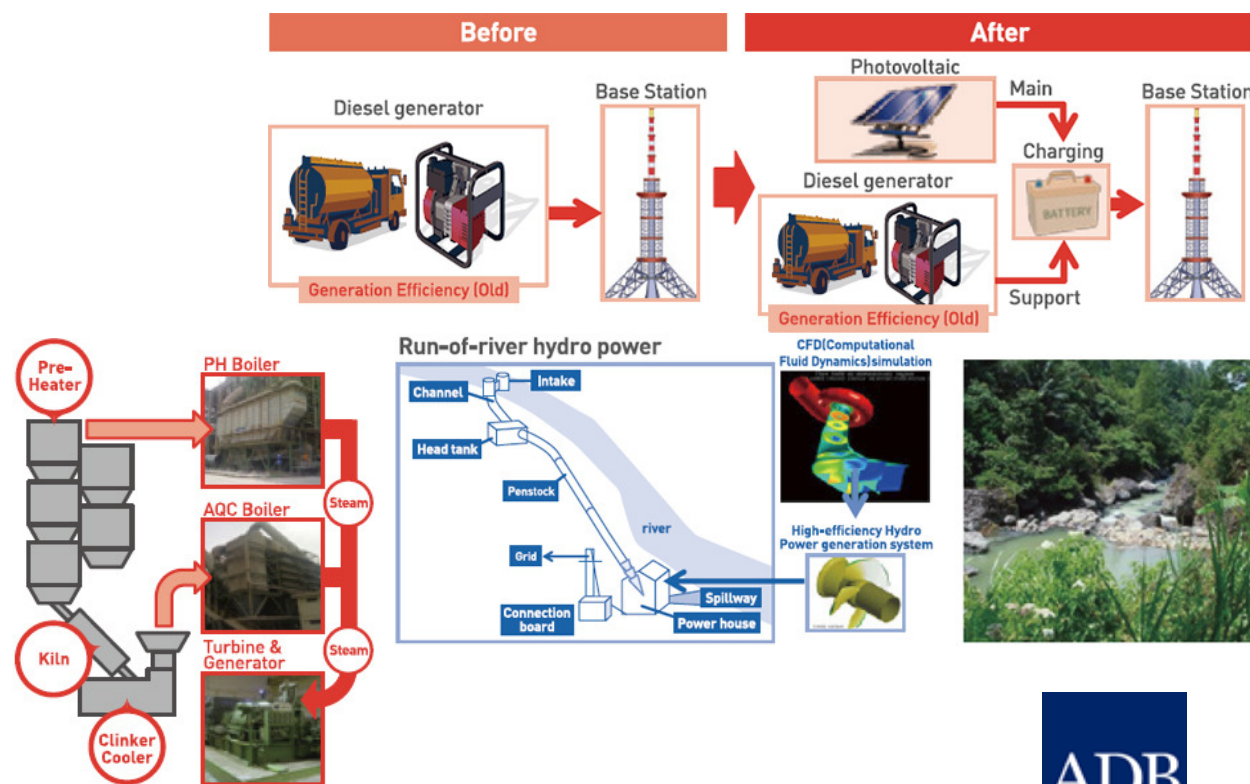 Before
After
Diesel generator
Base Station
Generation Efficiency (Old)
Photovoltaic
Main
Charging
BATTERY
Diesel generator
Support
Generation Efficiency (Old)
Base Station
Pre-
Heater
PH Boiler
Steam
AQC Boiler
Steam
Kiln
Clinker
Cooler
Turbine &
Generator
Run-of-river hydro power
Intake
Channel
Head tank
Penstock
river
Grid
Connection
board
Spillway
Power house
CFD(Computational
Fluid Dynamics)simulation
High-efficiency Hydro
Power generation system
ADB